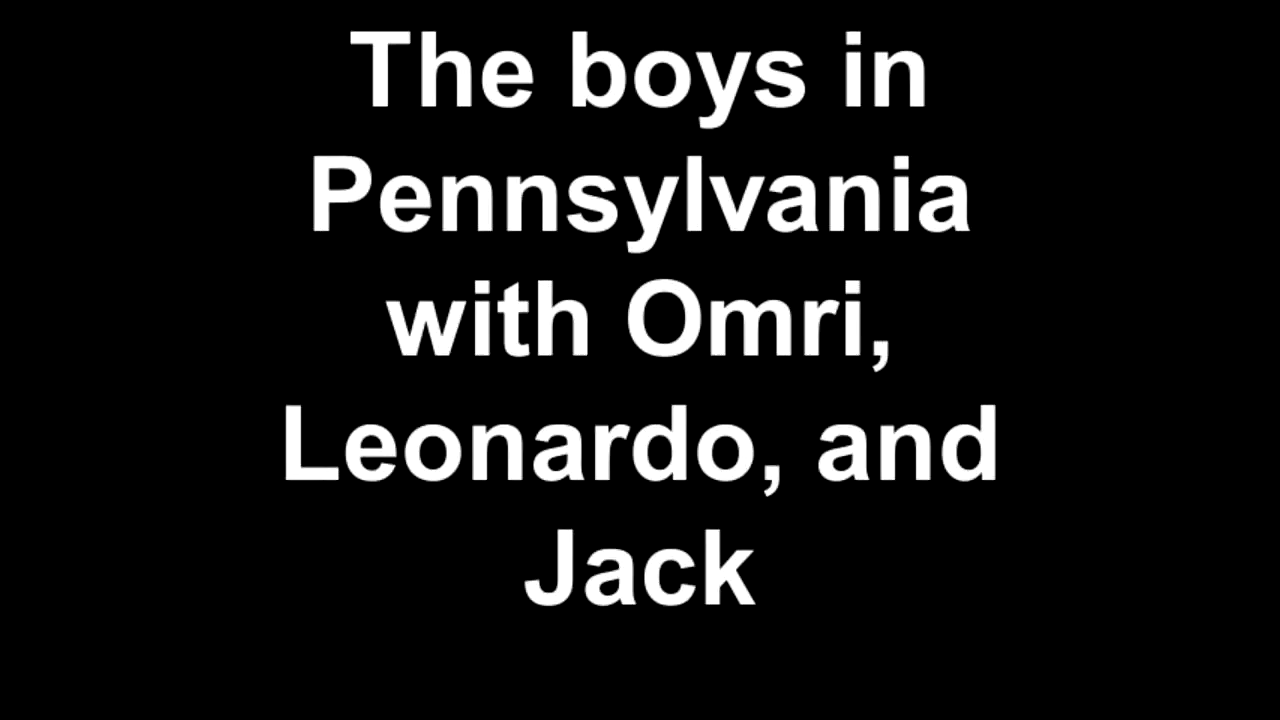 The boys in
Pennsylvania
with Omri,
Leonardo, and
Jack